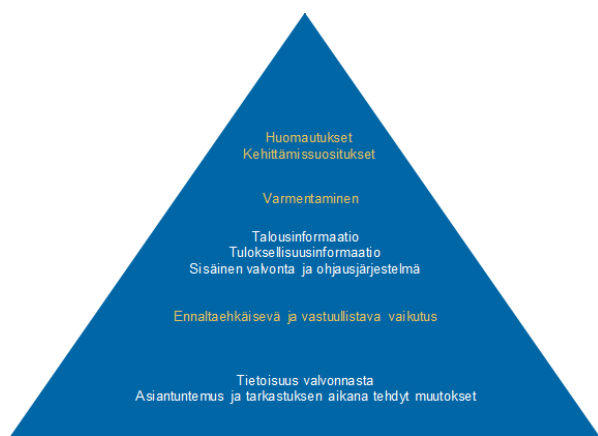 Huomautukset
Kehittämissuositukset
Varmentaminen
Talousinformaatio
Tuloksellisuusinformaatio
Sisäinen valvonta ja ohjausjärjestelmä
Ennaltaehkäisevä ja vastuullistava vaikutus
Tietoisuus valvonnasta
Asiantuntemus ja tarkastuksen aikana tehdyt muutokset